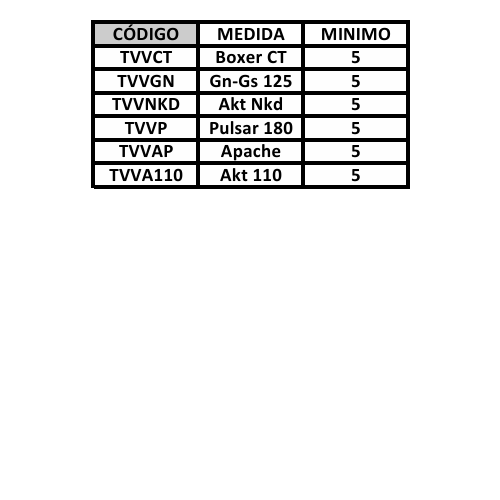 CÓDIGO MEDIDA MINIMO
TVVCT Boxer CT 5
TVVGN Gn-Gs 125 5
TVVNKD Akt Nkd 5
TVVP Pulsar 180 5
TVVAP Apache 5
TVVA110 Akt 110 5